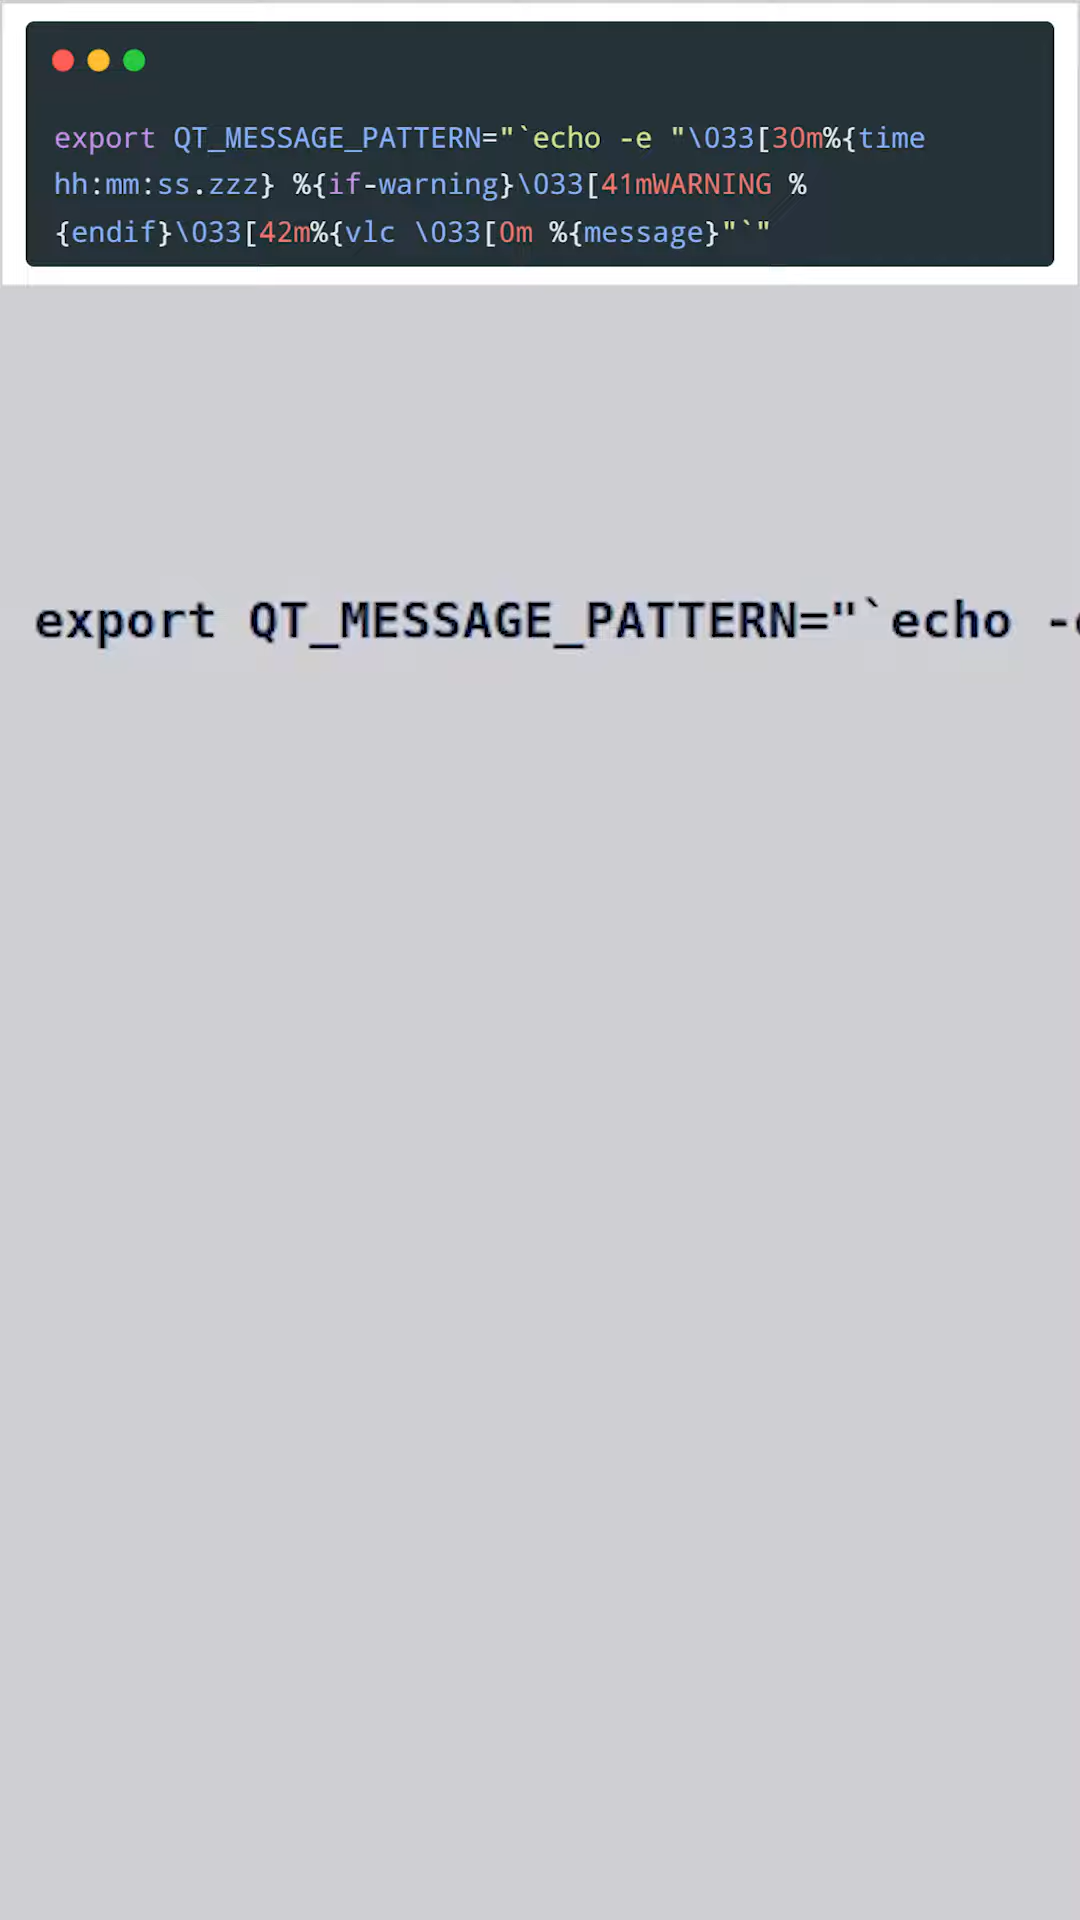 export QT_MESSAGE_PATTERN="`echo -e "\033[30m%{time
hh:mm:ss.zzz} %{if-warning}\033[41mWARNING %
{endif}\033[42m%{vlc \033[0m %{message}"`"
export QT_MESSAGE_PATTERN="`echo -e